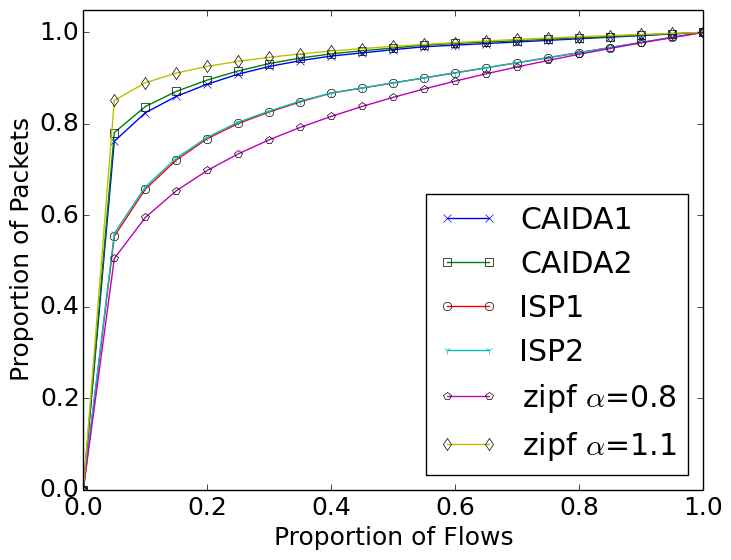 1.0
0.8
0.6
0.4
0.2
0.0
Proportion of Packets
CAIDA1
CAIDA2
ISP1
ISP2
zipf α=0.8
zipf α=1.1
0.0 0.2 0.4 0.6 0.8 1.0
Proportion of Flows